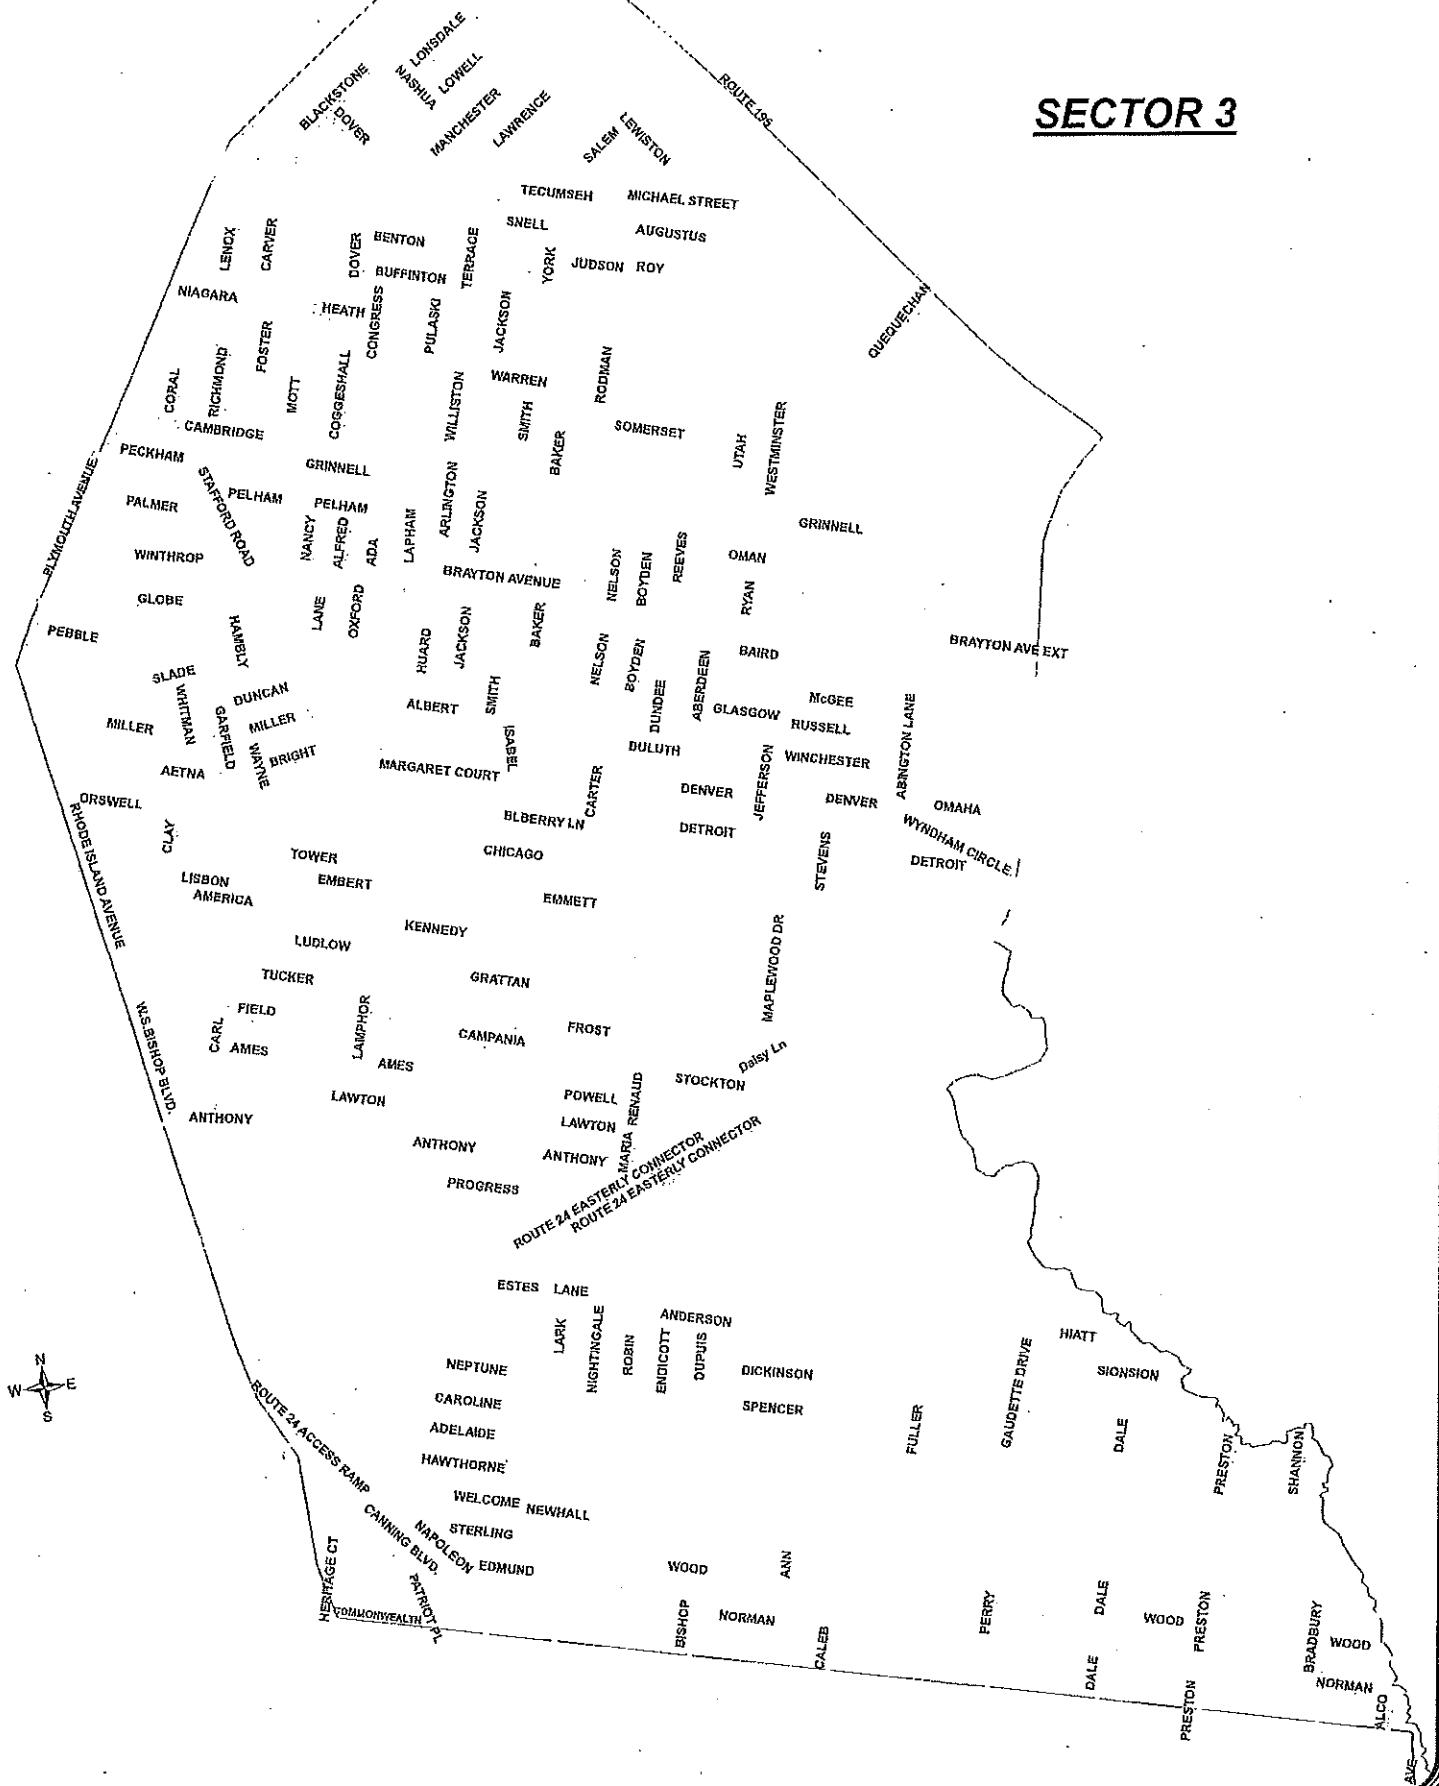 SECTOR 3
LONSDALE
BLACKSTONE
NASHUA
LOWELL
DOVER
MANCHESTER
LAWRENCE
ROUTE 195
SALEM
LEWISTON
TECUMSEH
MICHAEL STREET
SNELL
AUGUSTUS
LENOX
CARVER
DOVER
BENTON
TERRACE
YORK
JUDSON
ROY
BUFFINTON
NIAGARA
HEATH
CONGRESS
PULASKI
JACKSON
QUEQUECHAN
FOSTER
CORAL
RICHMOND
MOTT
COGGESHALL
WILLISTON
WARREN
RODMAN
SMITH
CAMBRIDGE
SOMERSET
UTAH
WESTMINSTER
PECKHAM
BAKER
GRINNELL
PLYMOUTH AVENUE
STAFFORD ROAD
PELHAM
PELHAM
PALMER
ARLINGTON
JACKSON
GRINNELL
NANCY
ALFRED
ADA
LAPHAM
WINTHROP
BRAYTON AVENUE
NELSON
BOYDEN
REEVES
OMAN
GLOBE
LANE
OXFORD
RYAN
PEBBLE
HAMBLY
HUARD
JACKSON
BAKER
NELSON
BOYDEN
BAIRD
BRAYTON AVE EXT
SLADE
WHITMAN
DUNCAN
ALBERT
SMITH
DUNDEE
ABERDEEN
McGEE
MILLER
GARFIELD
MILLER
GLASGOW
RUSSELL
ABINGTON LANE
WAYNE
BRIGHT
ISABEL
DULUTH
WINCHESTER
AETNA
MARGARET COURT
CARTER
JEFFERSON
ORSWELL
DENVER
DENVER
OMAHA
RHODE ISLAND AVENUE
BLBERRY LN
DETROIT
WYNDHAM CIRCLE
CLAY
TOWER
CHICAGO
STEVENS
DETROIT
LISBON
EMBERT
AMERICA
EMMETT
KENNEDY
LUDLOW
MAPLEWOOD DR
TUCKER
GRATTAN
W.S.BISHOP BLVD.
FIELD
CARL
LAMPHOR
CAMPANIA
FROST
AMES
AMES
Daisy Ln
STOCKTON
LAWTON
POWELL
MARIA RENAUD
ANTHONY
LAWTON
ANTHONY
ANTHONY
PROGRESS
ROUTE 24 EASTERLY CONNECTOR
ROUTE 24 EASTERLY CONNECTOR
ESTES
LANE
LARK
NIGHTINGALE
ROBIN
ENDICOTT
ANDERSON
DUPUIS
HIATT
N
W
E
S
NEPTUNE
DICKINSON
GAUDETTE DRIVE
SIONSION
CAROLINE
SPENCER
FULLER
DALE
ADELAIDE
ROUTE 24 ACCESS RAMP
HAWTHORNE
PRESTON
SHANNON
WELCOME
NEWHALL
CANNING BLVD.
NAPOLEON
STERLING
EDMUND
HERITAGE CT
WOOD
ANN
COMMONWEALTH
PATRIOT PL
BISHOP
NORMAN
CALEB
PERRY
DALE
WOOD
PRESTON
BRADBURY
WOOD
DALE
NORMAN
PRESTON
ALCO
AVE